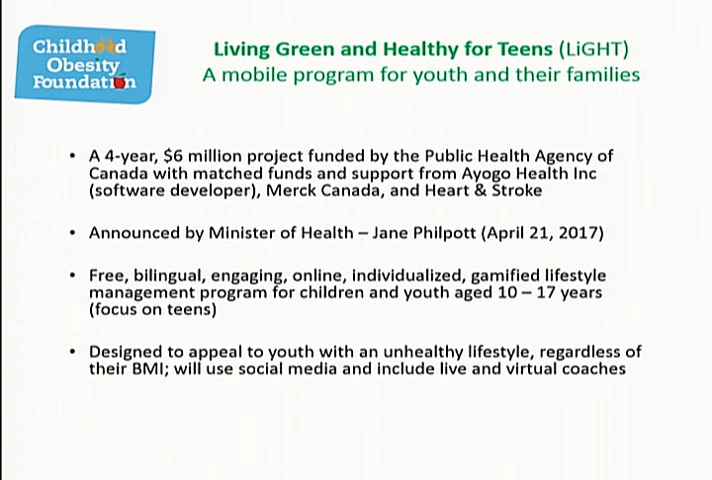 Childhood
Obesity
Foundation
Living Green and Healthy for Teens (LiGHT)
A mobile program for youth and their families
• A 4-year, $6 million project funded by the Public Health Agency of
Canada with matched funds and support from Ayogo Health Inc
(software developer), Merck Canada, and Heart & Stroke
• Announced by Minister of Health – Jane Philpott (April 21, 2017)
• Free, bilingual, engaging, online, individualized, gamified lifestyle
management program for children and youth aged 10 – 17 years
(focus on teens)
• Designed to appeal to youth with an unhealthy lifestyle, regardless of
their BMI; will use social media and include live and virtual coaches